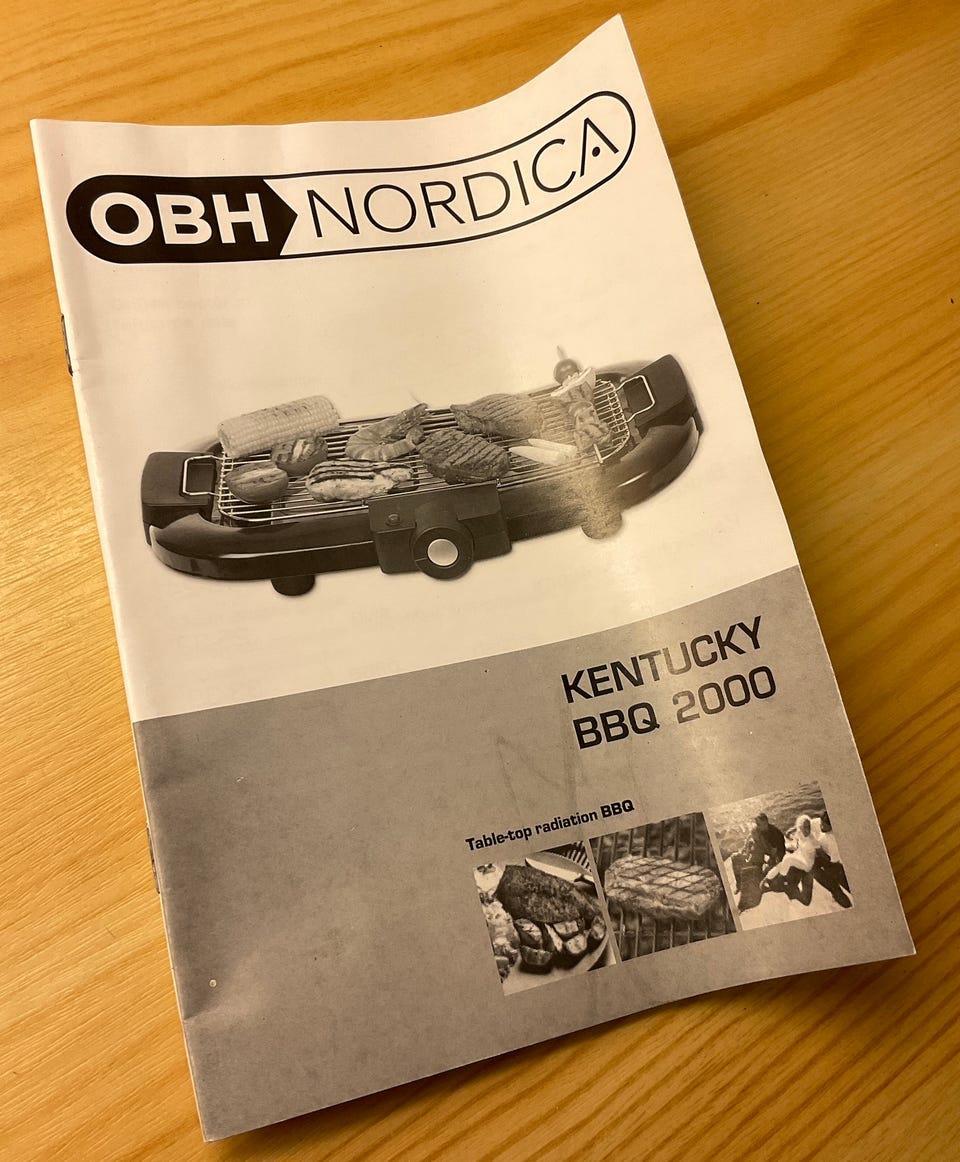 OBH NORDICA
KENTUCKY
BBQ 2000
Table-top radiation BBQ